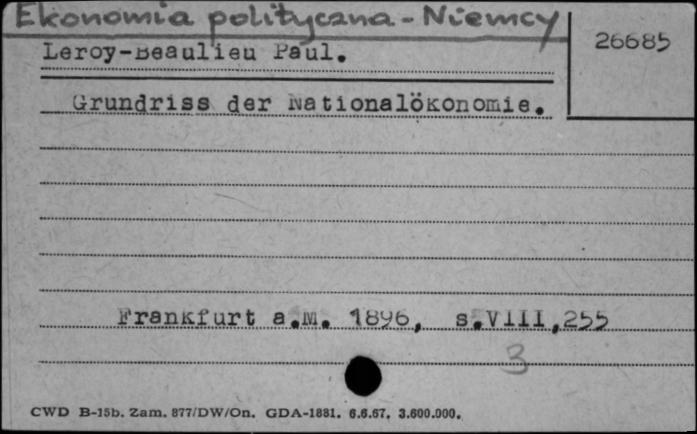 Ekonomia polityczna - Niemcy
26685
Leroy-Beaulieu Paul.
Grundriss der Nationalökonomie.
Frankfurt a.M. 1896, s.VIII,255
3
CWD B-15b. Zam. 877/DW/On. GDA-1881. 6.6.67. 3.600.000.